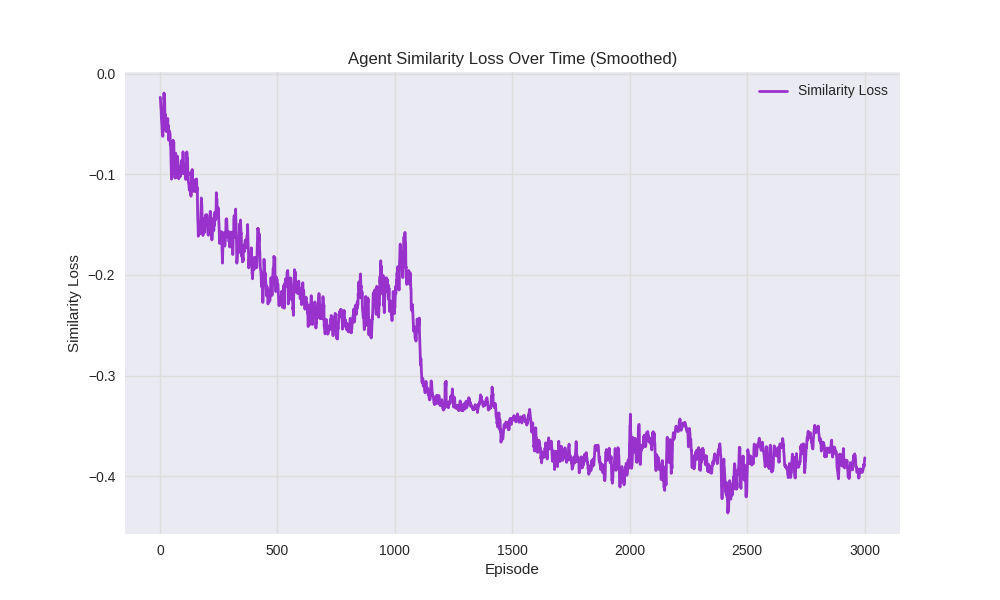 Agent Similarity Loss Over Time (Smoothed)
Similarity Loss
0.0
−0.1
−0.2
−0.3
−0.4
Similarity Loss
0 500 1000 1500 2000 2500 3000
Episode